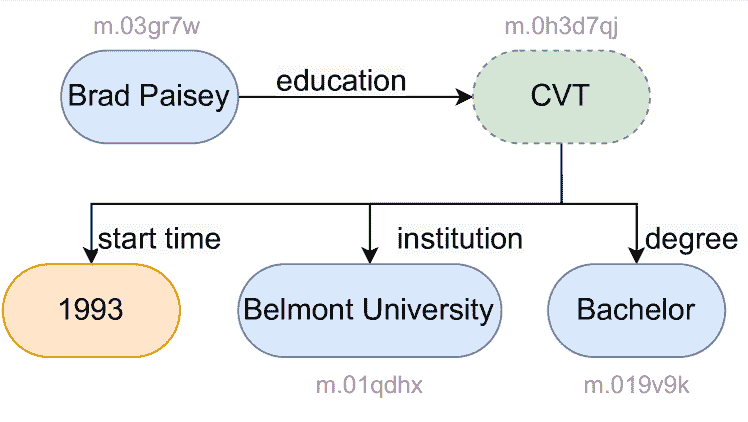 m.03gr7w
m.0h3d7qj
Brad Paisey
education
CVT
start time
institution
degree
1993
Belmont University
Bachelor
m.01qdhx
m.019v9k